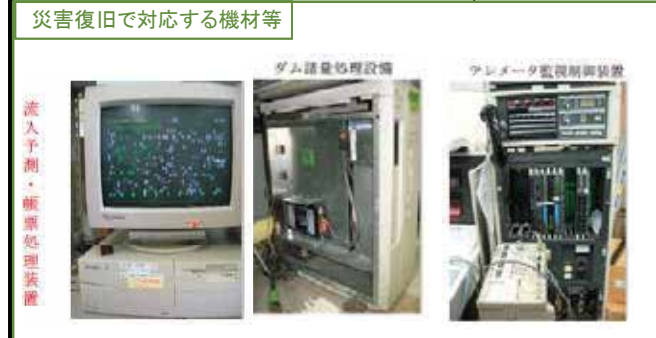 災害復旧で対応する機材等
ダム諸量処理設備
テレメータ監視制御装置
流入予測・帳票処理装置